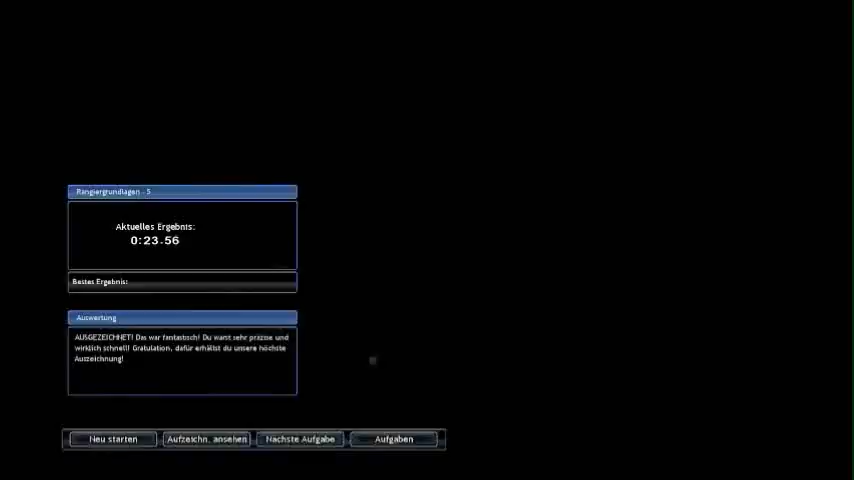 Rangiergrundlagen - 5
Aktuelles Ergebnis:
0:23.56
Bestes Ergebnis:
Auswertung
AUSGEZEICHNET! Das war fantastisch! Du warst sehr präzise und
wirklich schnell! Gratulation, dafür erhältst du unsere höchste
Auszeichnung!
Neu starten
Aufzeichn. ansehen
Nächste Aufgabe
Aufgaben